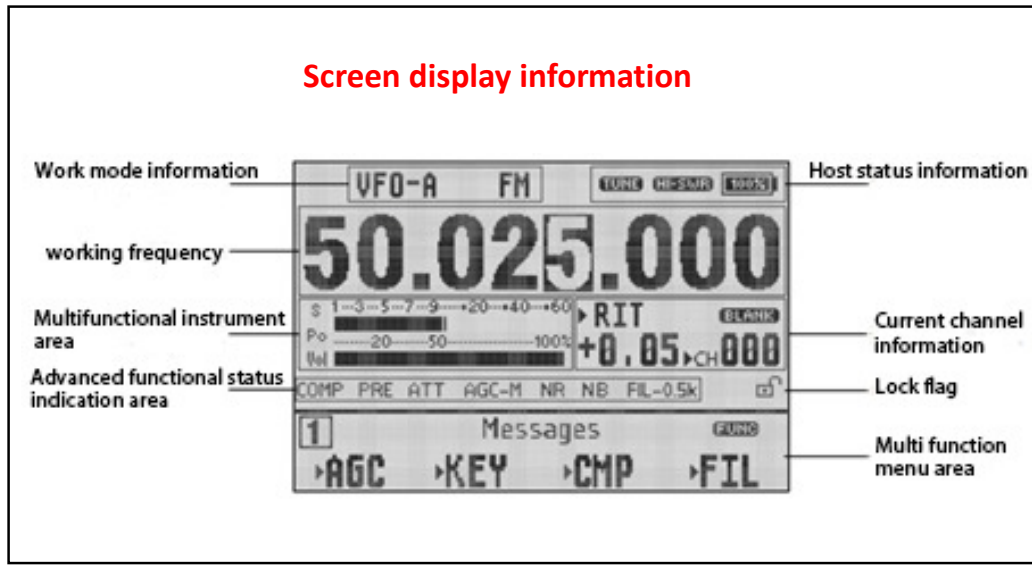 Screen display information
Work mode information
VFO-A FM
TUNE HI-SWR 100%
Host status information
working frequency
50.025.000
Multifunctional instrument
area
S 1---3---5---7---9----+20---+40---+60
Po ------20------50--------------100%
Vol
RIT BLANK
+0.05 CH 000
Current channel
information
Advanced functional status
indication area
COMP PRE ATT AGC-M NR NB FIL-0.5k
Lock flag
1 Messages FUNC
AGC KEY CMP FIL
Multi function
menu area